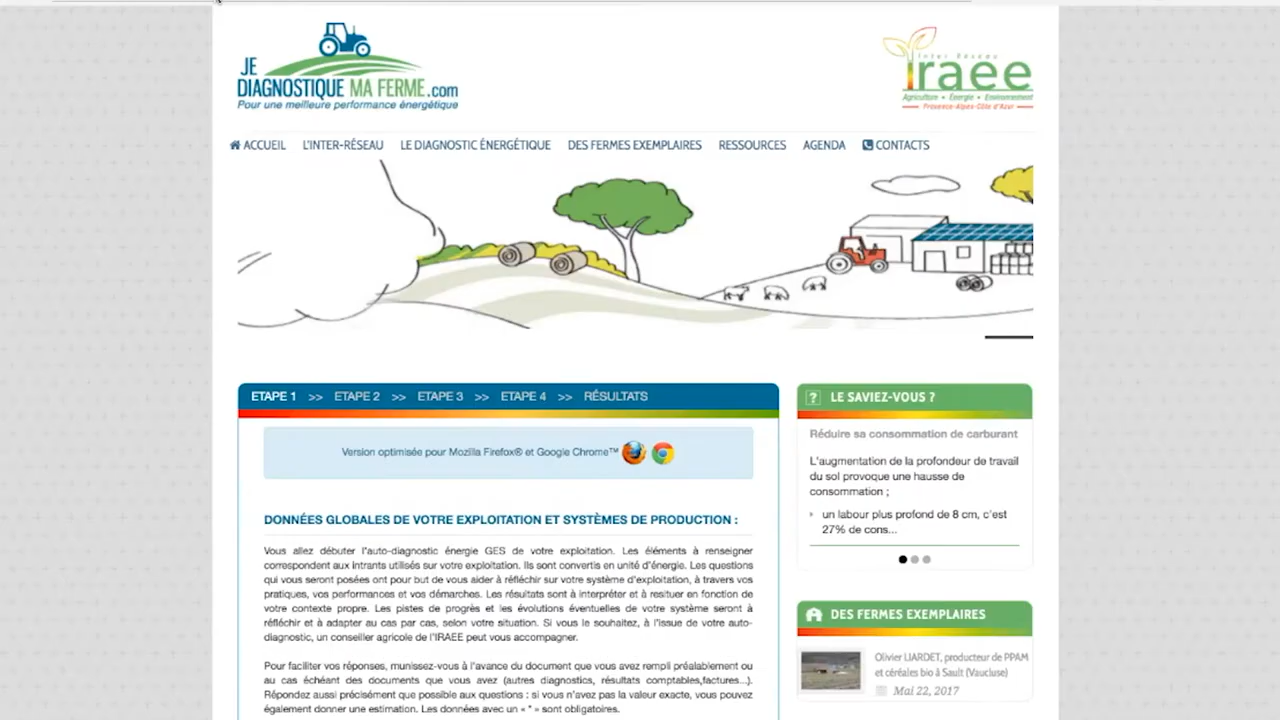 JE
DIAGNOSTIQUE MA FERME.com
Pour une meilleure performance énergétique
Inter Réseau
Iraee
Agriculture • Énergie • Environnement
Provence-Alpes-Côte d'Azur
ACCUEIL L'INTER-RÉSEAU LE DIAGNOSTIC ÉNERGÉTIQUE DES FERMES EXEMPLAIRES RESSOURCES AGENDA CONTACTS
ETAPE 1 >> ETAPE 2 >> ETAPE 3 >> ETAPE 4 >> RÉSULTATS
Version optimisée pour Mozilla Firefox® et Google Chrome™
DONNÉES GLOBALES DE VOTRE EXPLOITATION ET SYSTÈMES DE PRODUCTION :
Vous allez débuter l'auto-diagnostic énergie GES de votre exploitation. Les éléments à renseigner
correspondent aux intrants utilisés sur votre exploitation. Ils sont convertis en unité d'énergie. Les questions
qui vous seront posées ont pour but de vous aider à réfléchir sur votre système d'exploitation, à travers vos
pratiques, vos performances et vos démarches. Les résultats sont à interpréter et à resituer en fonction de
votre contexte propre. Les pistes de progrès et les évolutions éventuelles de votre système seront à
réfléchir et à adapter au cas par cas, selon votre situation. Si vous le souhaitez, à l'issue de votre auto-
diagnostic, un conseiller agricole de l'IRAEE peut vous accompagner.
Pour faciliter vos réponses, munissez-vous à l'avance du document que vous avez rempli préalablement ou
au cas échéant des documents que vous avez (autres diagnostics, résultats comptables,factures...).
Répondez aussi précisément que possible aux questions : si vous n'avez pas la valeur exacte, vous pouvez
également donner une estimation. Les données avec un « * » sont obligatoires.
? LE SAVIEZ-VOUS ?
Réduire sa consommation de carburant
L'augmentation de la profondeur de travail
du sol provoque une hausse de
consommation ;
un labour plus profond de 8 cm, c'est
27% de cons...
DES FERMES EXEMPLAIRES
Olivier LIARDET, producteur de PPAM
et céréales bio à Sault (Vaucluse)
Mai 22, 2017